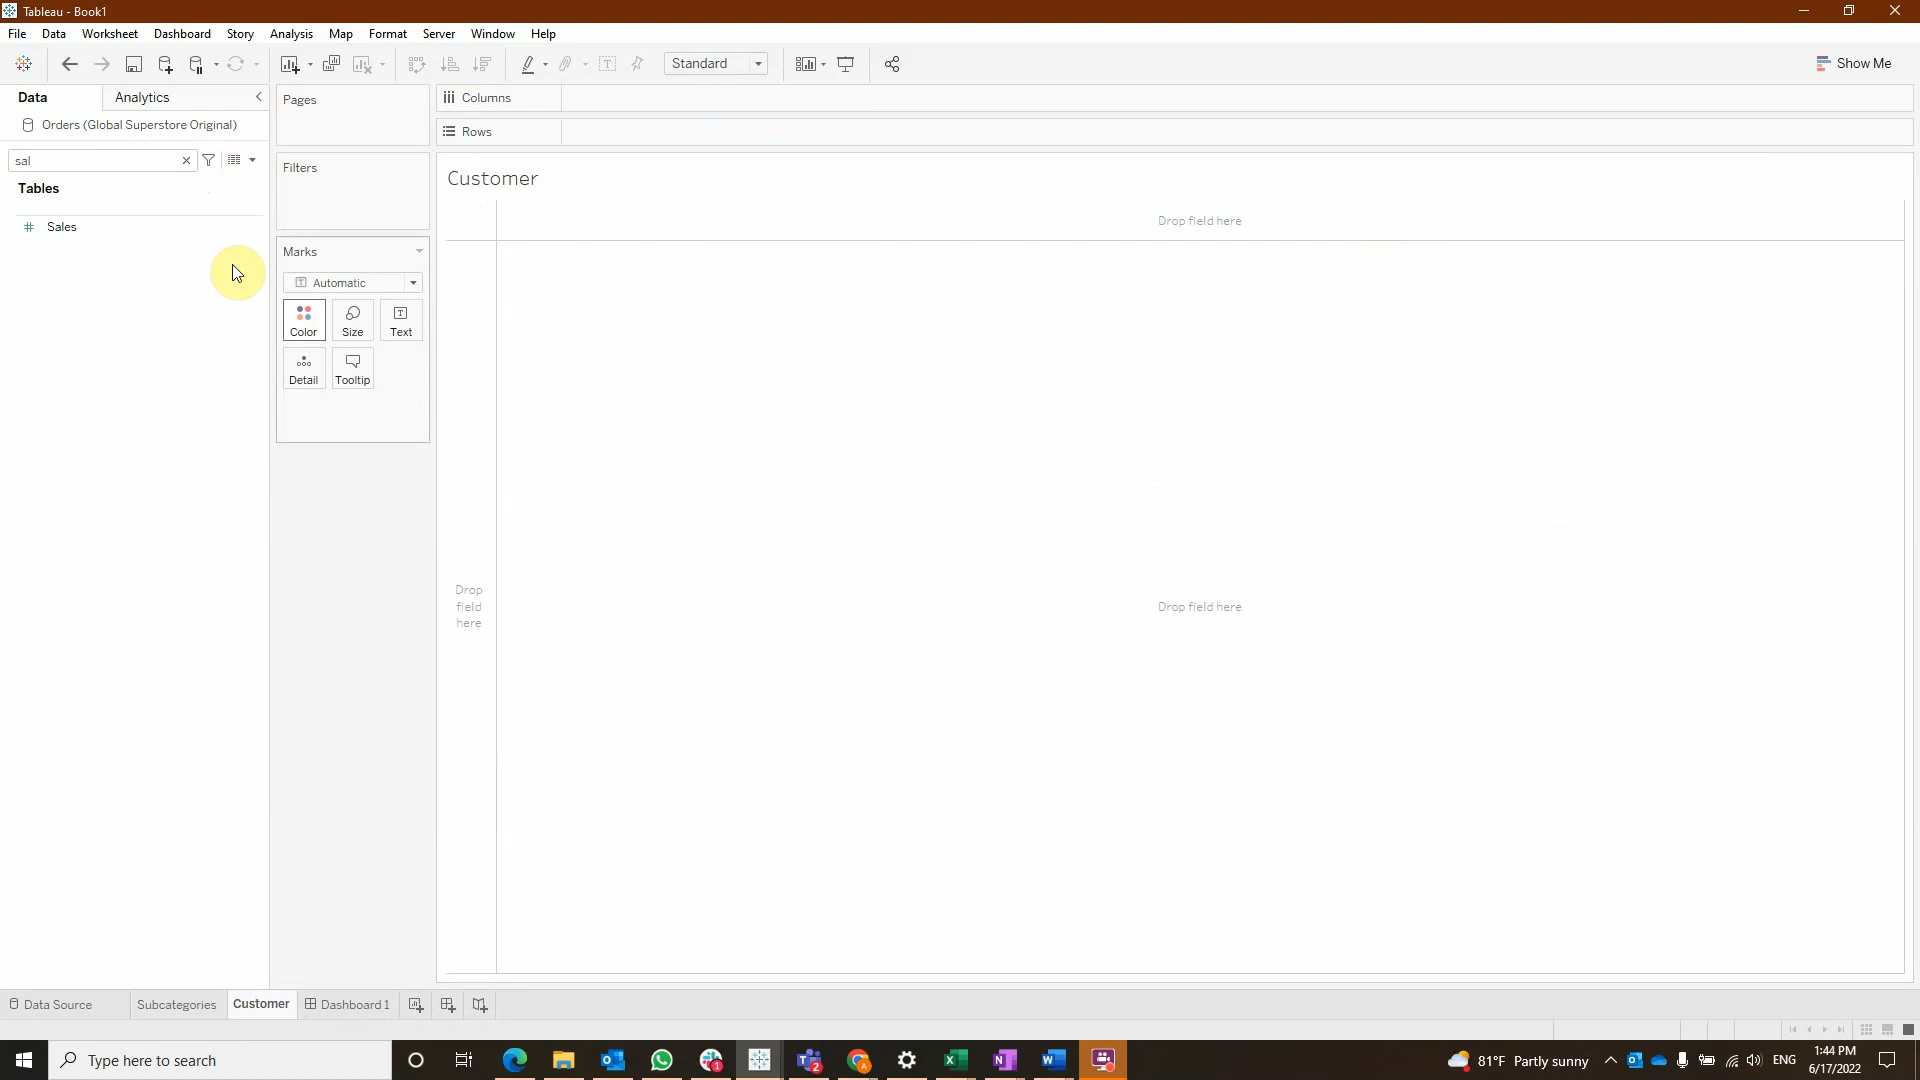 Tableau - Book1
File Data Worksheet Dashboard Story Analysis Map Format Server Window Help
Standard
Show Me
Data Analytics
Pages
Columns
Orders (Global Superstore Original)
Rows
sal
Filters
Tables
Customer
Sales
Drop field here
Marks
Automatic
Color Size Text
Detail Tooltip
Drop
field
here
Drop field here
Data Source Subcategories Customer Dashboard 1
Type here to search
1
2
A
81°F Partly sunny
ENG
1:44 PM
6/17/2022